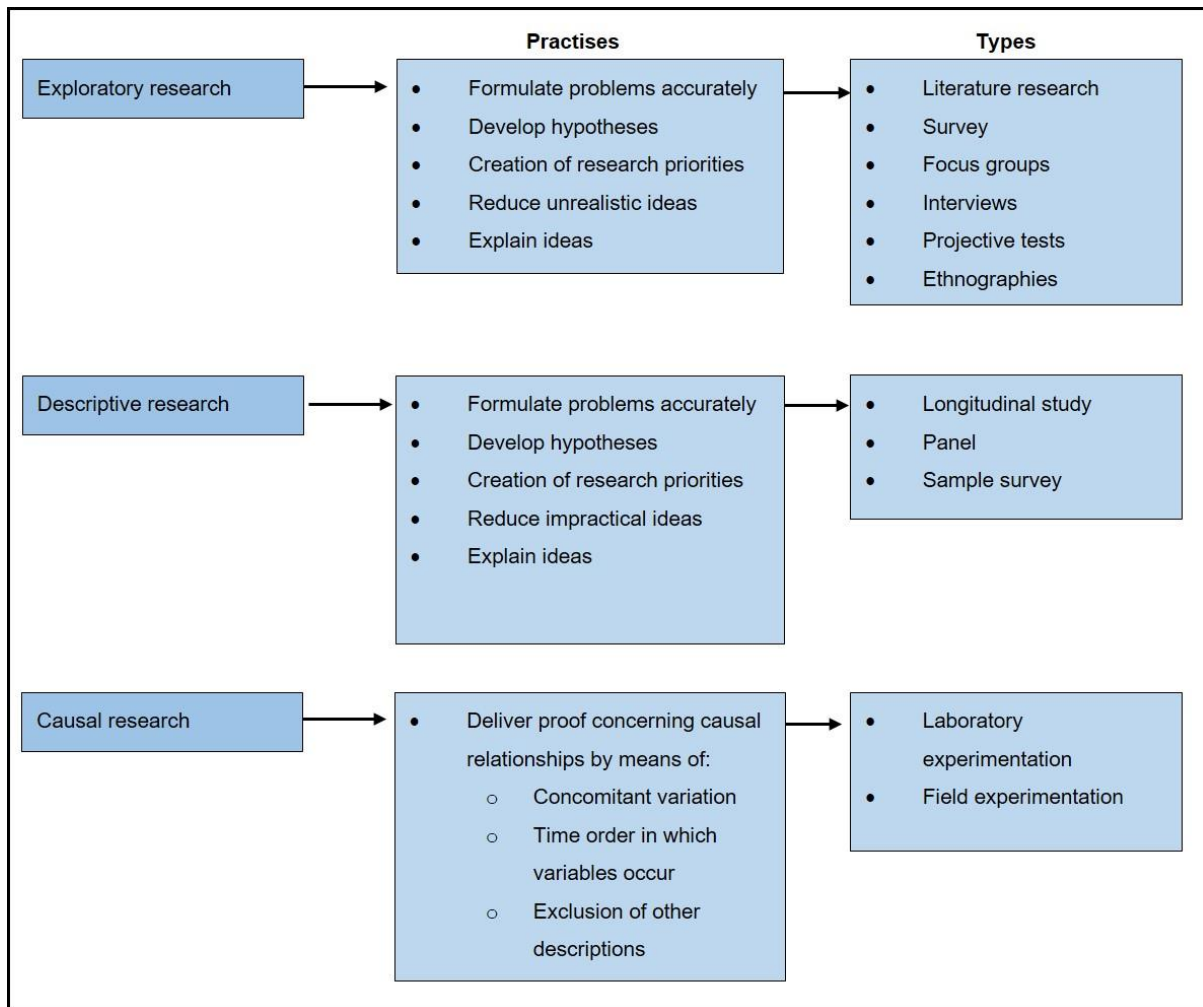 Practises
Types
Exploratory research
• Formulate problems accurately
• Develop hypotheses
• Creation of research priorities
• Reduce unrealistic ideas
• Explain ideas
• Literature research
• Survey
• Focus groups
• Interviews
• Projective tests
• Ethnographies
Descriptive research
• Formulate problems accurately
• Develop hypotheses
• Creation of research priorities
• Reduce impractical ideas
• Explain ideas
• Longitudinal study
• Panel
• Sample survey
Causal research
• Deliver proof concerning causal
relationships by means of:
o Concomitant variation
o Time order in which
variables occur
o Exclusion of other
descriptions
• Laboratory
experimentation
• Field experimentation